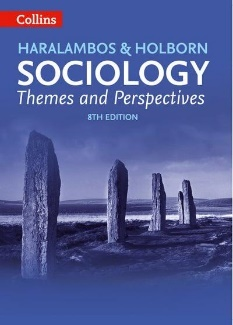 Collins
HARALAMBOS & HOLBORN
SOCIOLOGY
Themes and Perspectives
8TH EDITION